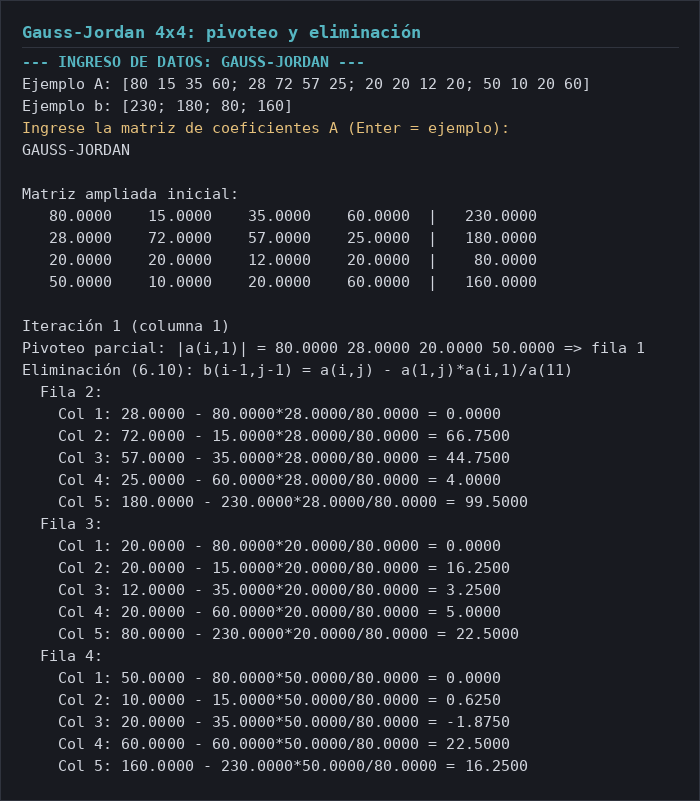 Gauss-Jordan 4x4: pivoteo y eliminación
--- INGRESO DE DATOS: GAUSS-JORDAN ---
Ejemplo A: [80 15 35 60; 28 72 57 25; 20 20 12 20; 50 10 20 60]
Ejemplo b: [230; 180; 80; 160]
Ingrese la matriz de coeficientes A (Enter = ejemplo):
GAUSS-JORDAN
Matriz ampliada inicial:
80.0000 15.0000 35.0000 60.0000 | 230.0000
28.0000 72.0000 57.0000 25.0000 | 180.0000
20.0000 20.0000 12.0000 20.0000 | 80.0000
50.0000 10.0000 20.0000 60.0000 | 160.0000
Iteración 1 (columna 1)
Pivoteo parcial: |a(i,1)| = 80.0000 28.0000 20.0000 50.0000 => fila 1
Eliminación (6.10): b(i-1,j-1) = a(i,j) - a(1,j)*a(i,1)/a(11)
Fila 2:
Col 1: 28.0000 - 80.0000*28.0000/80.0000 = 0.0000
Col 2: 72.0000 - 15.0000*28.0000/80.0000 = 66.7500
Col 3: 57.0000 - 35.0000*28.0000/80.0000 = 44.7500
Col 4: 25.0000 - 60.0000*28.0000/80.0000 = 4.0000
Col 5: 180.0000 - 230.0000*28.0000/80.0000 = 99.5000
Fila 3:
Col 1: 20.0000 - 80.0000*20.0000/80.0000 = 0.0000
Col 2: 20.0000 - 15.0000*20.0000/80.0000 = 16.2500
Col 3: 12.0000 - 35.0000*20.0000/80.0000 = 3.2500
Col 4: 20.0000 - 60.0000*20.0000/80.0000 = 5.0000
Col 5: 80.0000 - 230.0000*20.0000/80.0000 = 22.5000
Fila 4:
Col 1: 50.0000 - 80.0000*50.0000/80.0000 = 0.0000
Col 2: 10.0000 - 15.0000*50.0000/80.0000 = 0.6250
Col 3: 20.0000 - 35.0000*50.0000/80.0000 = -1.8750
Col 4: 60.0000 - 60.0000*50.0000/80.0000 = 22.5000
Col 5: 160.0000 - 230.0000*50.0000/80.0000 = 16.2500